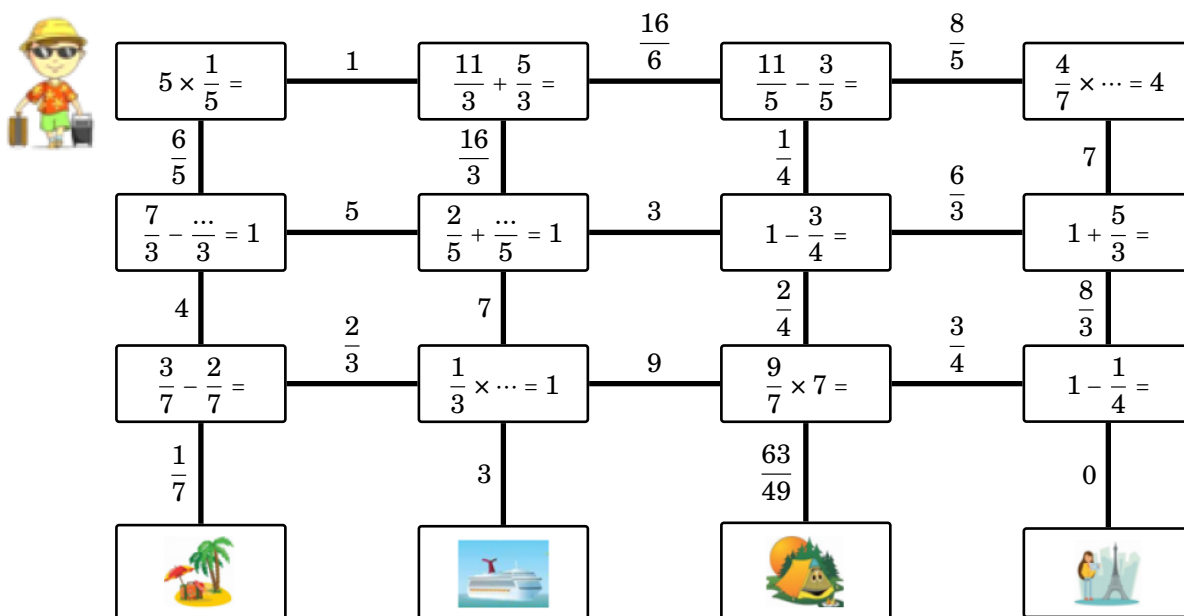 5 × 1/5 =
1
11/3 + 5/3 =
16/6
11/5 − 3/5 =
8/5
4/7 × ··· = 4
6/5
16/3
1/4
7
7/3 − .../3 = 1
5
2/5 + .../5 = 1
3
1 − 3/4 =
6/3
1 + 5/3 =
4
7
2/4
8/3
3/7 − 2/7 =
2/3
1/3 × ··· = 1
9
9/7 × 7 =
3/4
1 − 1/4 =
1/7
3
63/49
0